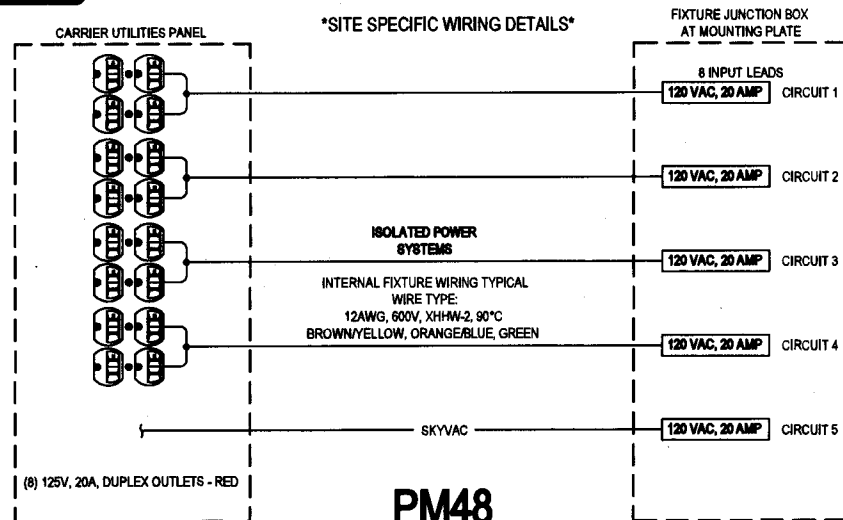 *SITE SPECIFIC WIRING DETAILS*
CARRIER UTILITIES PANEL
FIXTURE JUNCTION BOX
AT MOUNTING PLATE
8 INPUT LEADS
120 VAC, 20 AMP CIRCUIT 1
120 VAC, 20 AMP CIRCUIT 2
ISOLATED POWER
SYSTEMS
120 VAC, 20 AMP CIRCUIT 3
INTERNAL FIXTURE WIRING TYPICAL
WIRE TYPE:
12AWG, 600V, XHHW-2, 90°C
BROWN/YELLOW, ORANGE/BLUE, GREEN
120 VAC, 20 AMP CIRCUIT 4
SKYVAC
120 VAC, 20 AMP CIRCUIT 5
(8) 125V, 20A, DUPLEX OUTLETS - RED
PM48